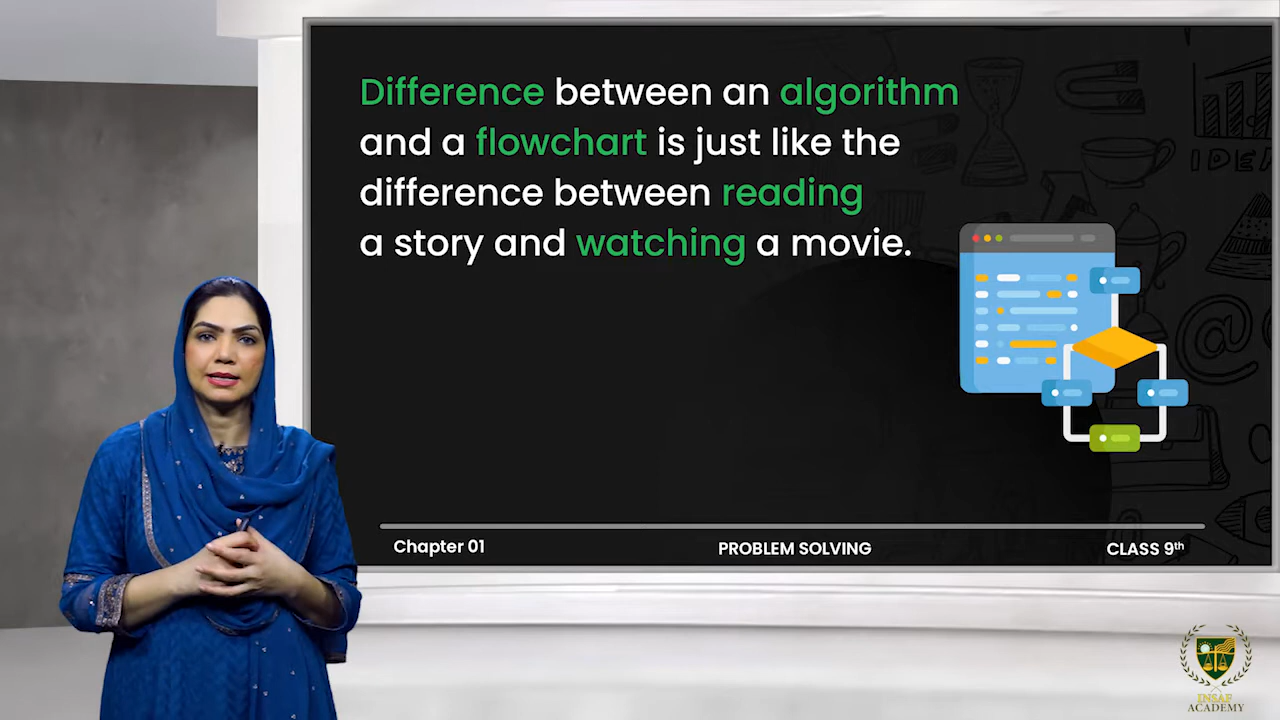 Difference between an algorithm
and a flowchart is just like the
difference between reading
a story and watching a movie.
IDEA
Chapter 01
PROBLEM SOLVING
CLASS 9th
INSAF
ACADEMY